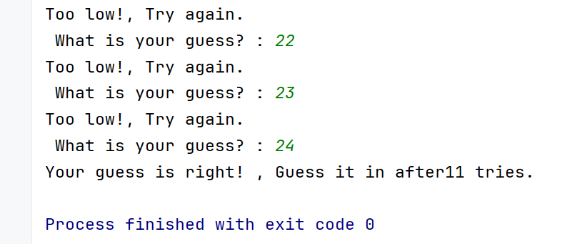 Too low!, Try again.
What is your guess? : 22
Too low!, Try again.
What is your guess? : 23
Too low!, Try again.
What is your guess? : 24
Your guess is right! , Guess it in after11 tries.
Process finished with exit code 0